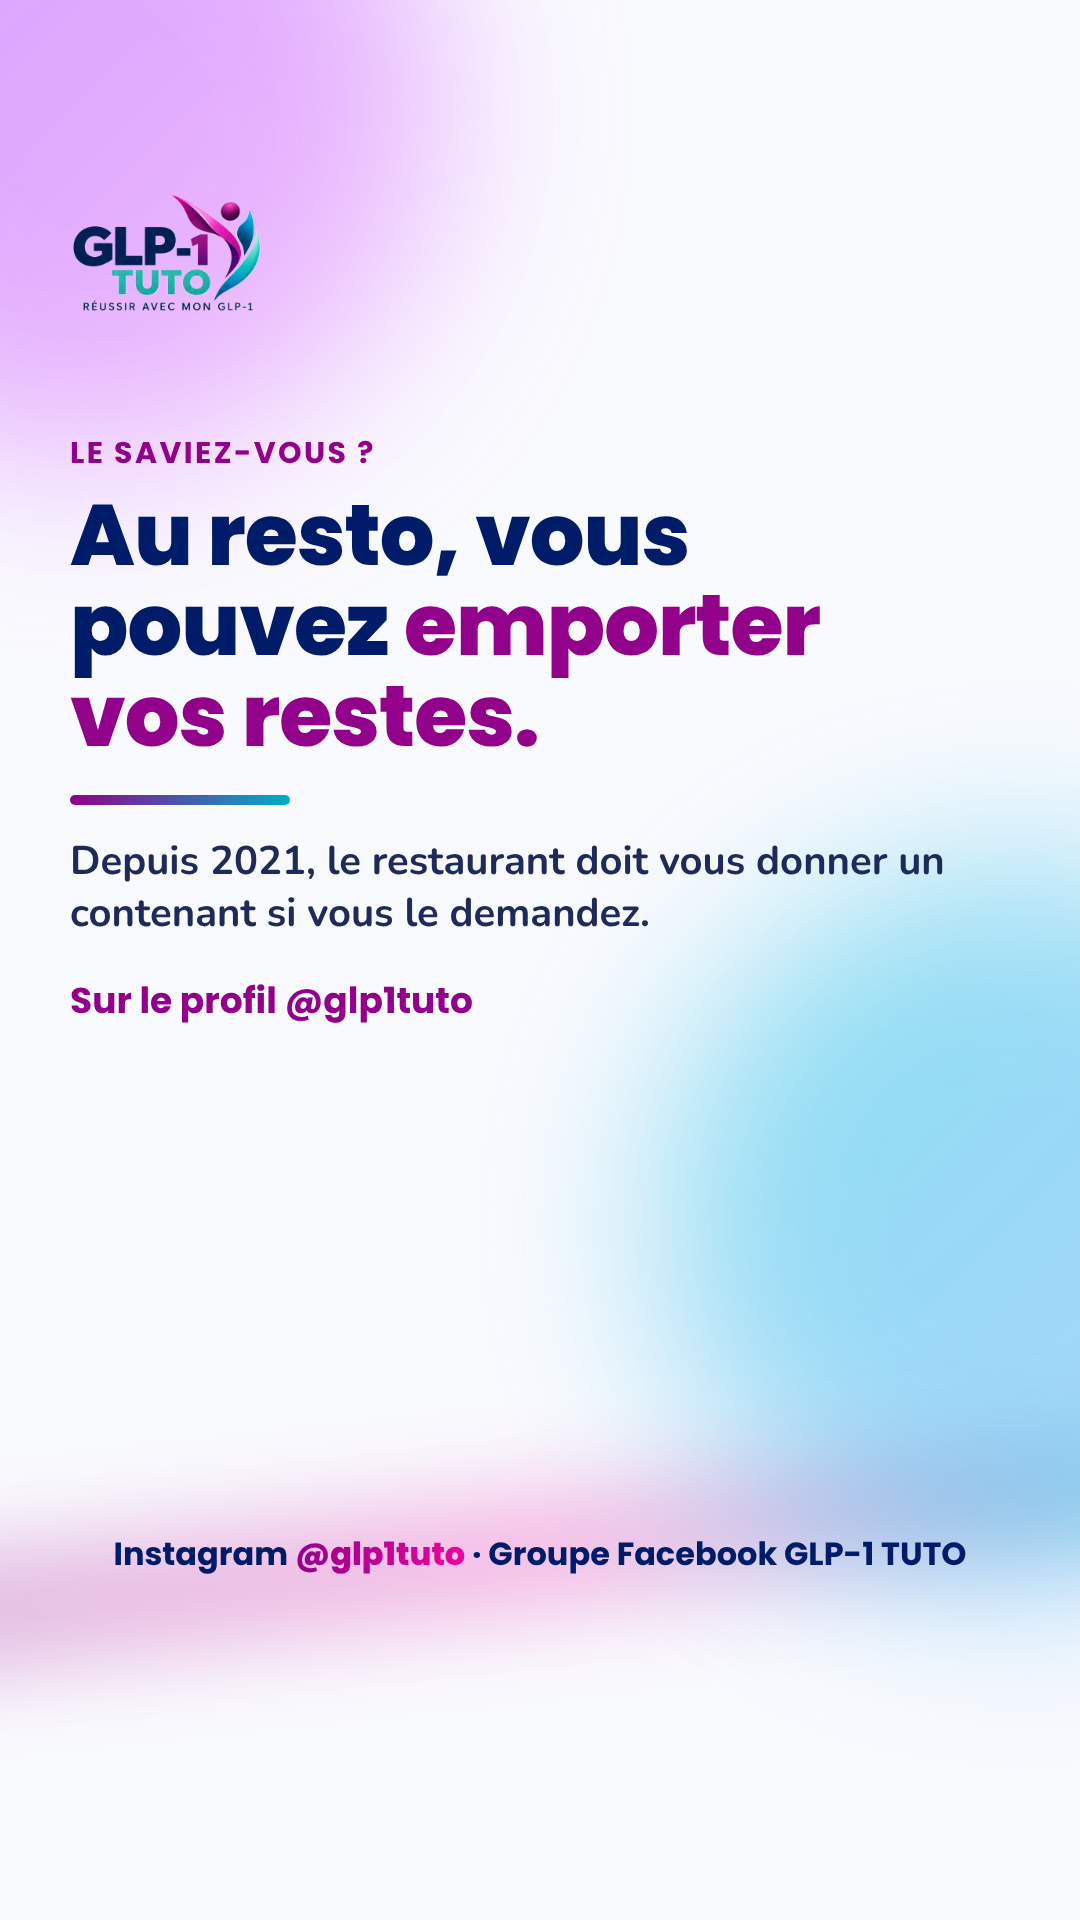 GLP-1
TUTO
RÉUSSIR AVEC MON GLP-1
LE SAVIEZ-VOUS ?
Au resto, vous
pouvez emporter
vos restes.
Depuis 2021, le restaurant doit vous donner un
contenant si vous le demandez.
Sur le profil @glp1tuto
Instagram @glp1tuto · Groupe Facebook GLP-1 TUTO